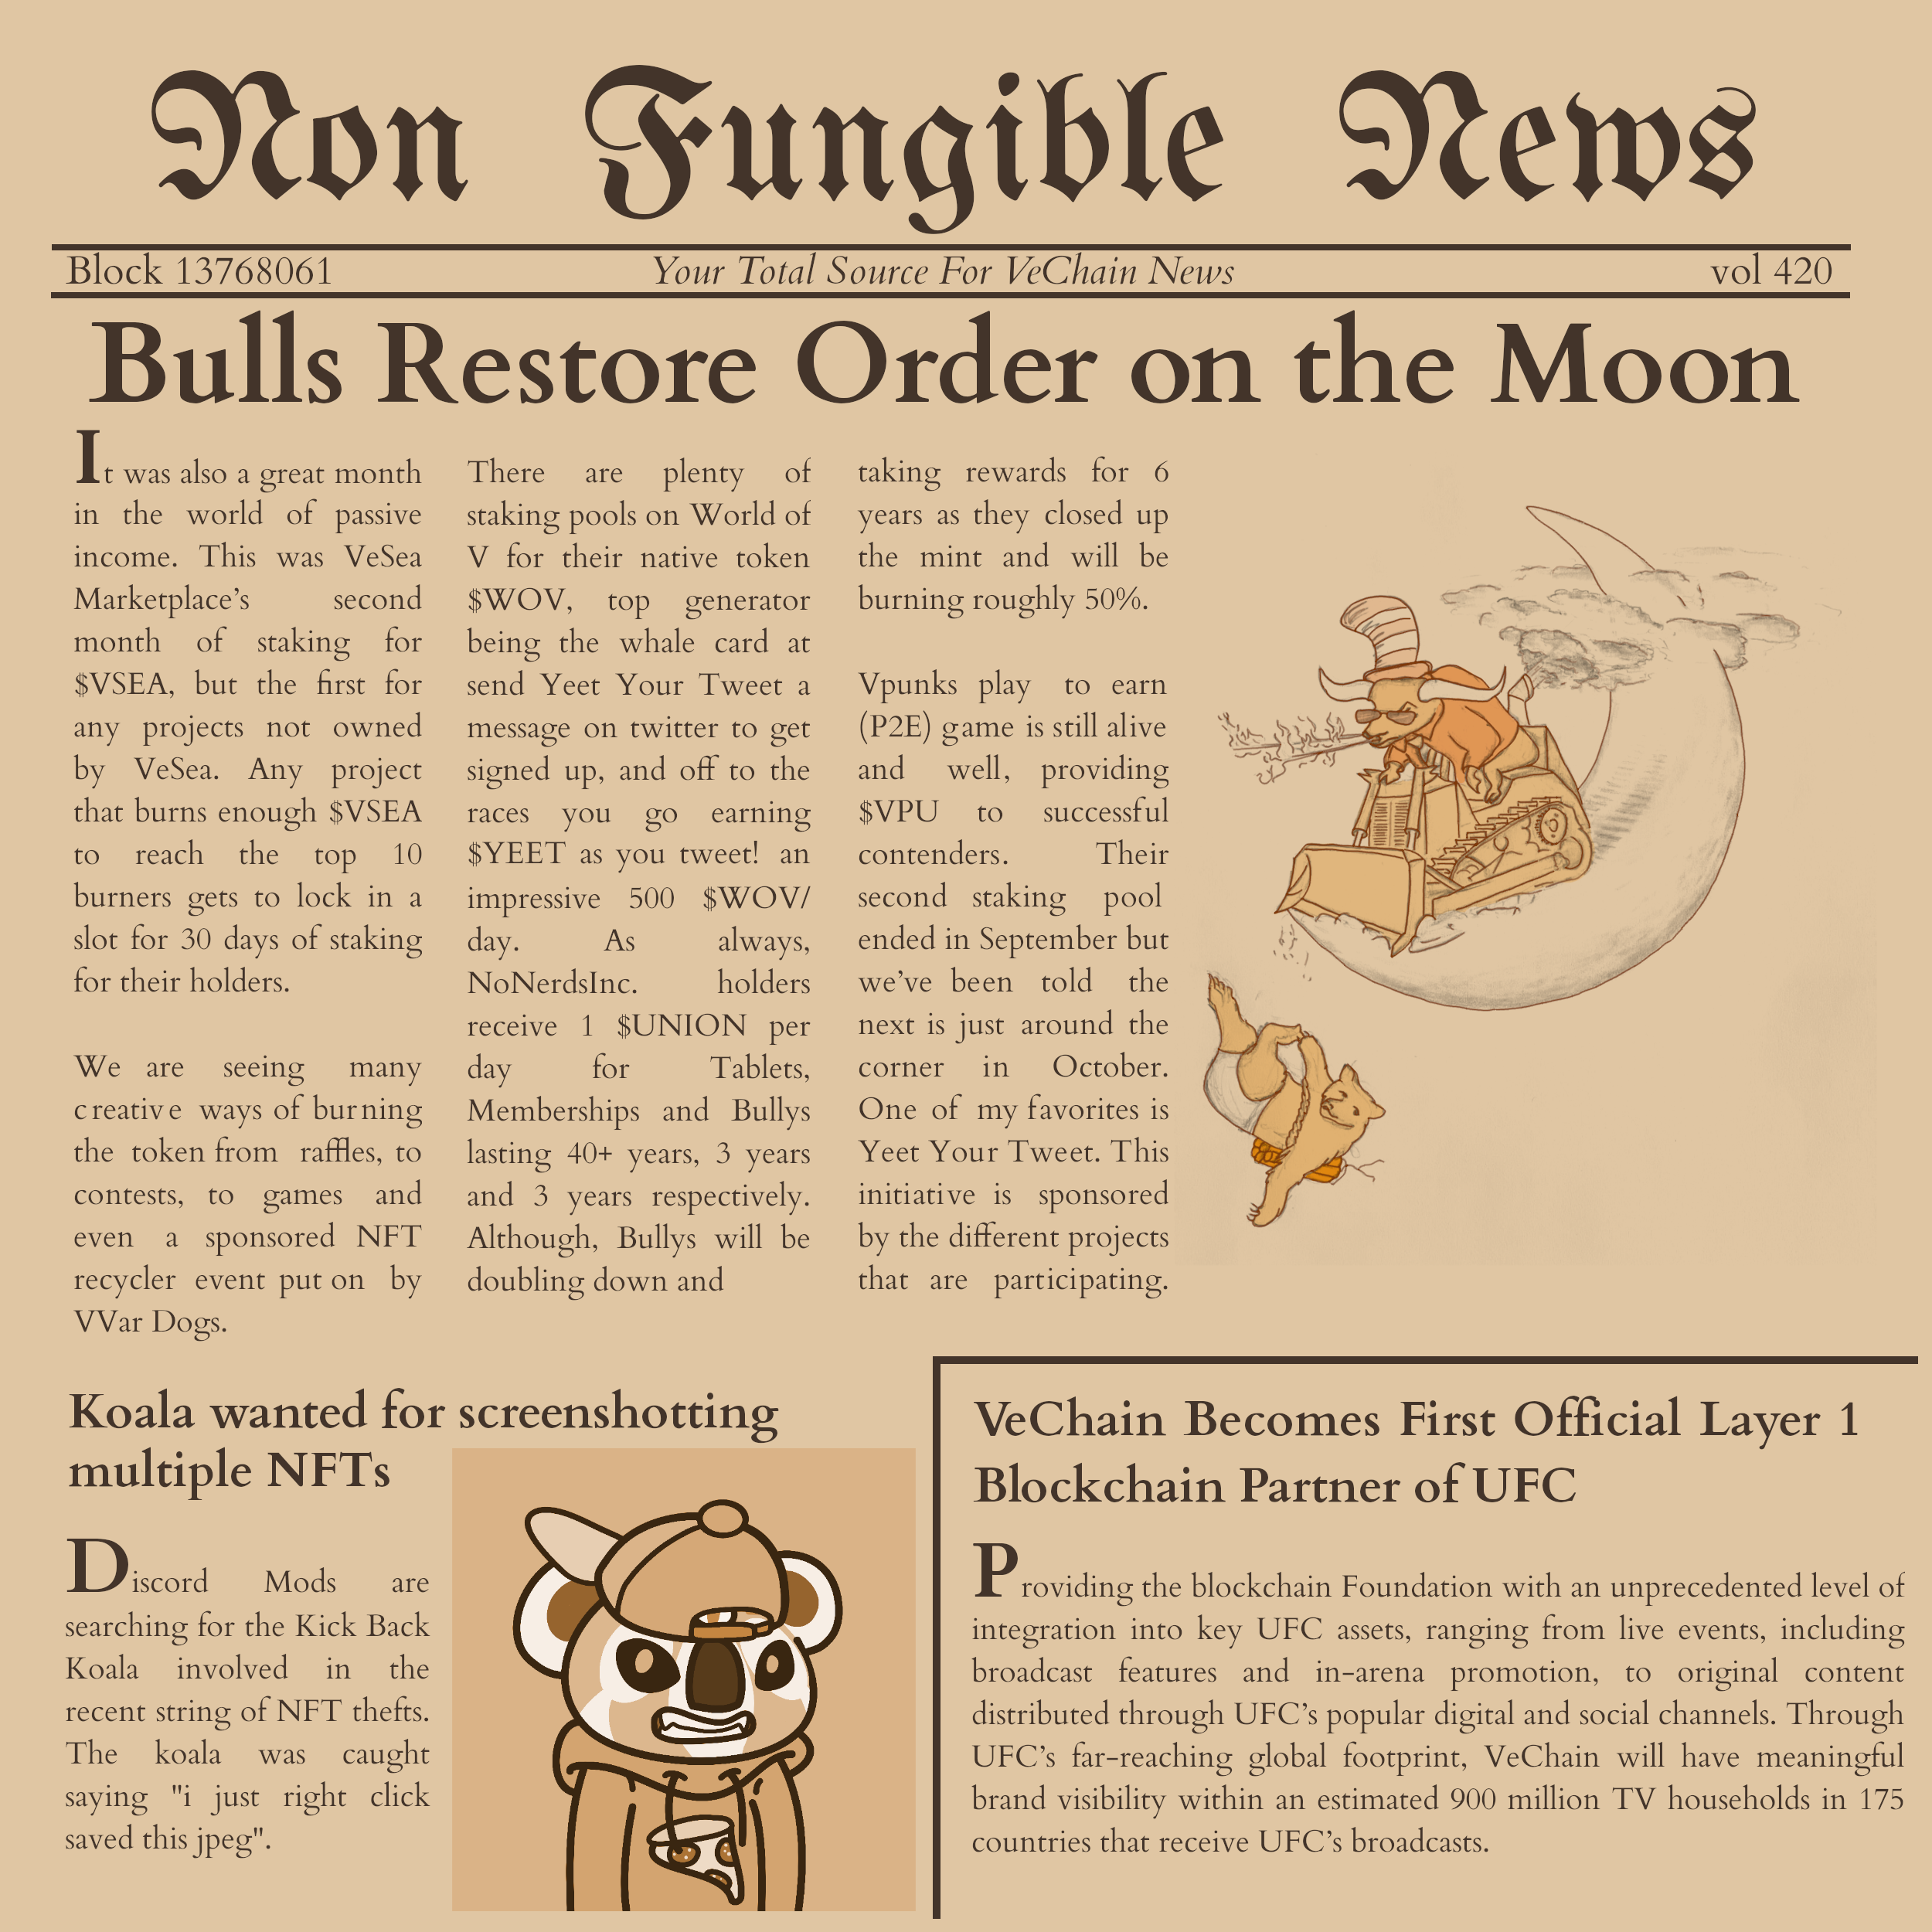 Non Fungible News
Block 13768061
Your Total Source For VeChain News
vol 420
Bulls Restore Order on the Moon
It was also a great month
in the world of passive
income. This was VeSea
Marketplace’s second
month of staking for
$VSEA, but the first for
any projects not owned
by VeSea. Any project
that burns enough $VSEA
to reach the top 10
burners gets to lock in a
slot for 30 days of staking
for their holders.
We are seeing many
creative ways of burning
the token from raffles, to
contests, to games and
even a sponsored NFT
recycler event put on by
VVar Dogs.
There are plenty of
staking pools on World of
V for their native token
$WOV, top generator
being the whale card at
send Yeet Your Tweet a
message on twitter to get
signed up, and off to the
races you go earning
$YEET as you tweet! an
impressive 500 $WOV/
day. As always,
NoNerdsInc. holders
receive 1 $UNION per
day for Tablets,
Memberships and Bullys
lasting 40+ years, 3 years
and 3 years respectively.
Although, Bullys will be
doubling down and
taking rewards for 6
years as they closed up
the mint and will be
burning roughly 50%.
Vpunks play to earn
(P2E) game is still alive
and well, providing
$VPU to successful
contenders. Their
second staking pool
ended in September but
we’ve been told the
next is just around the
corner in October.
One of my favorites is
Yeet Your Tweet. This
initiative is sponsored
by the different projects
that are participating.
Koala wanted for screenshotting
multiple NFTs
Discord Mods are
searching for the Kick Back
Koala involved in the
recent string of NFT thefts.
The koala was caught
saying "i just right click
saved this jpeg".
VeChain Becomes First Official Layer 1
Blockchain Partner of UFC
Providing the blockchain Foundation with an unprecedented level of
integration into key UFC assets, ranging from live events, including
broadcast features and in-arena promotion, to original content
distributed through UFC’s popular digital and social channels. Through
UFC’s far-reaching global footprint, VeChain will have meaningful
brand visibility within an estimated 900 million TV households in 175
countries that receive UFC’s broadcasts.